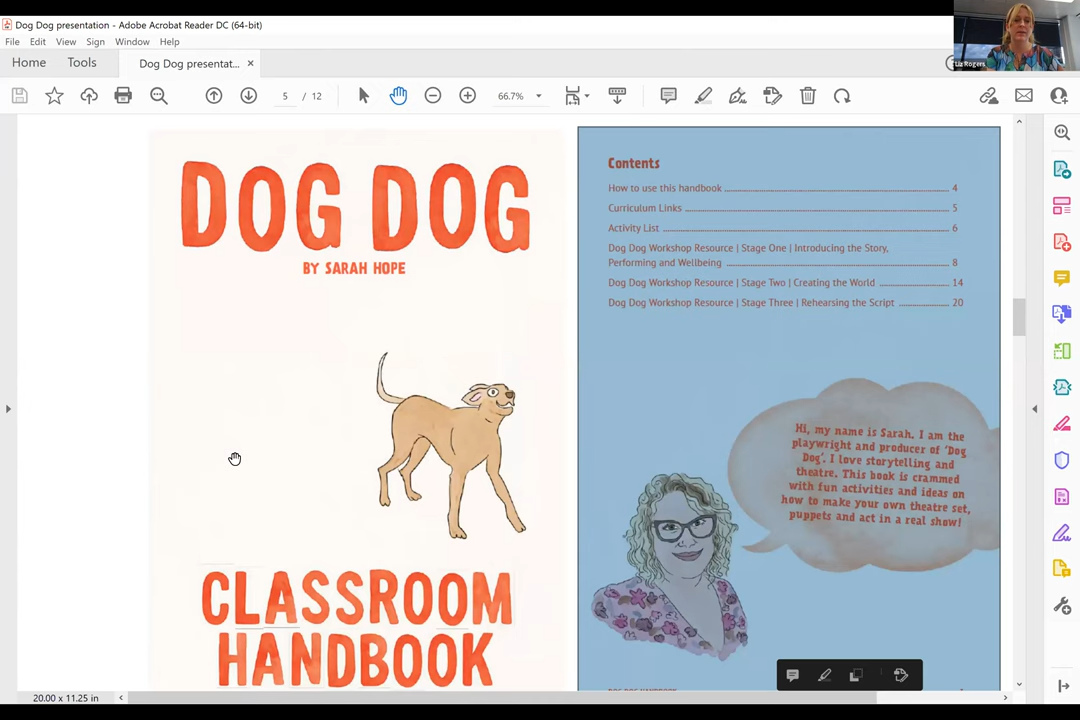 Dog Dog presentation - Adobe Acrobat Reader DC (64-bit)
File Edit View Sign Window Help
Home Tools Dog Dog presentat... ×
5 / 12 66.7%
Liz Rogers
DOG DOG
BY SARAH HOPE
CLASSROOM
HANDBOOK
Contents
How to use this handbook 4
Curriculum Links 5
Activity List 6
Dog Dog Workshop Resource | Stage One | Introducing the Story,
Performing and Wellbeing 8
Dog Dog Workshop Resource | Stage Two | Creating the World 14
Dog Dog Workshop Resource | Stage Three | Rehearsing the Script 20
Hi, my name is Sarah. I am the
playwright and producer of 'Dog
Dog'. I love storytelling and
theatre. This book is crammed
with fun activities and ideas on
how to make your own theatre set,
puppets and act in a real show!
20.00 x 11.25 in